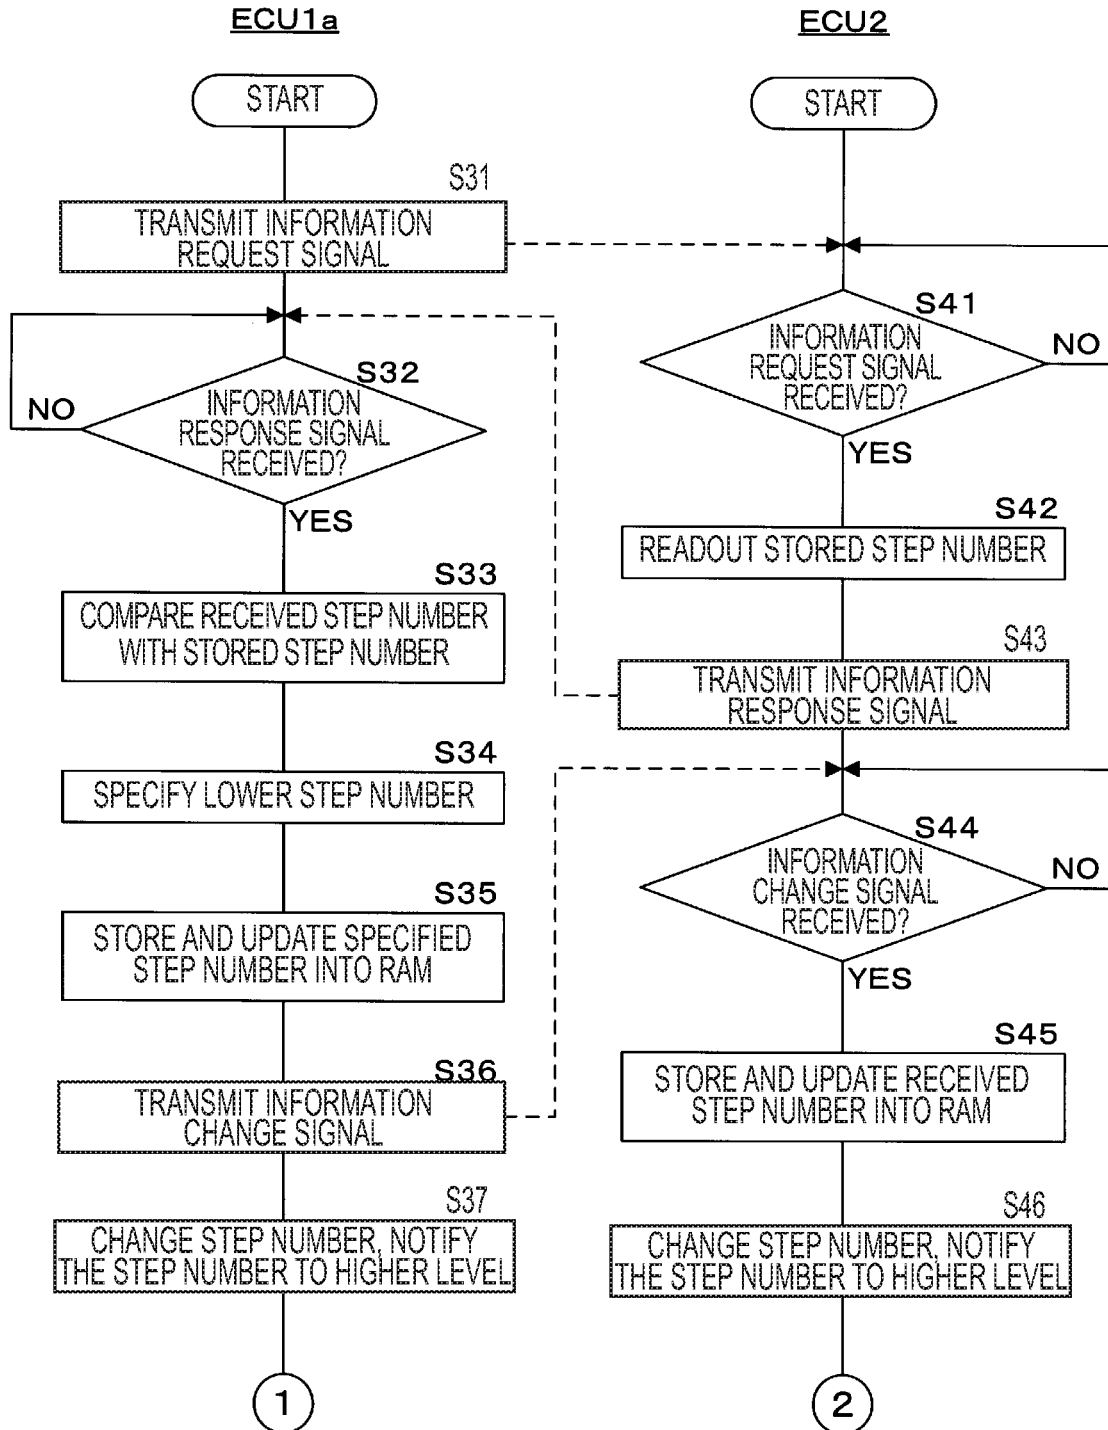 ECU1a
START
S31
TRANSMIT INFORMATION
REQUEST SIGNAL
S32
NO
INFORMATION
RESPONSE SIGNAL
RECEIVED?
YES
S33
COMPARE RECEIVED STEP NUMBER
WITH STORED STEP NUMBER
S34
SPECIFY LOWER STEP NUMBER
S35
STORE AND UPDATE SPECIFIED
STEP NUMBER INTO RAM
S36
TRANSMIT INFORMATION
CHANGE SIGNAL
S37
CHANGE STEP NUMBER, NOTIFY
THE STEP NUMBER TO HIGHER LEVEL
1
ECU2
START
S41
INFORMATION
REQUEST SIGNAL
RECEIVED?
NO
YES
S42
READOUT STORED STEP NUMBER
S43
TRANSMIT INFORMATION
RESPONSE SIGNAL
S44
INFORMATION
CHANGE SIGNAL
RECEIVED?
NO
YES
S45
STORE AND UPDATE RECEIVED
STEP NUMBER INTO RAM
S46
CHANGE STEP NUMBER, NOTIFY
THE STEP NUMBER TO HIGHER LEVEL
2